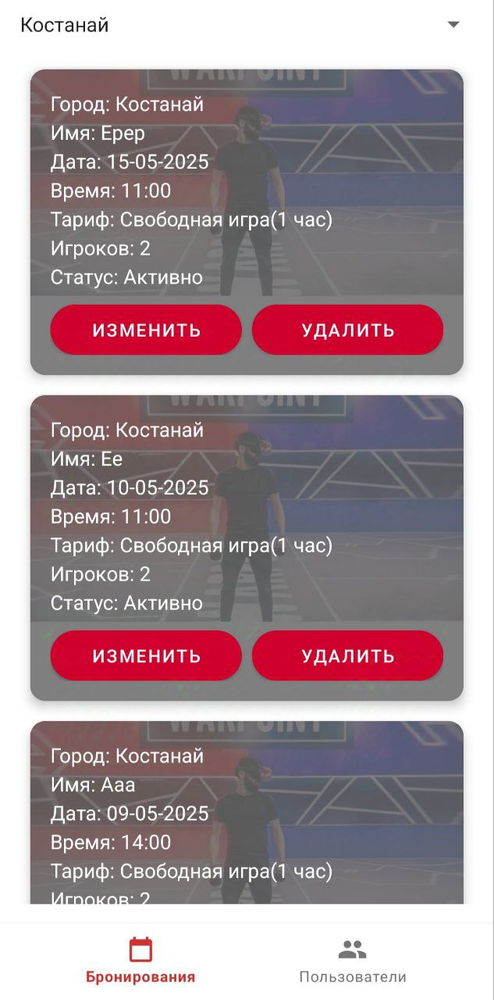 Костанай
Город: Костанай
Имя: Ерер
Дата: 15-05-2025
Время: 11:00
Тариф: Свободная игра(1 час)
Игроков: 2
Статус: Активно
ИЗМЕНИТЬ УДАЛИТЬ
WARPOINT
Город: Костанай
Имя: Ее
Дата: 10-05-2025
Время: 11:00
Тариф: Свободная игра(1 час)
Игроков: 2
Статус: Активно
ИЗМЕНИТЬ УДАЛИТЬ
WARPOINT
Город: Костанай
Имя: Ааа
Дата: 09-05-2025
Время: 14:00
Тариф: Свободная игра(1 час)
Игроков: 2
Бронирования Пользователи